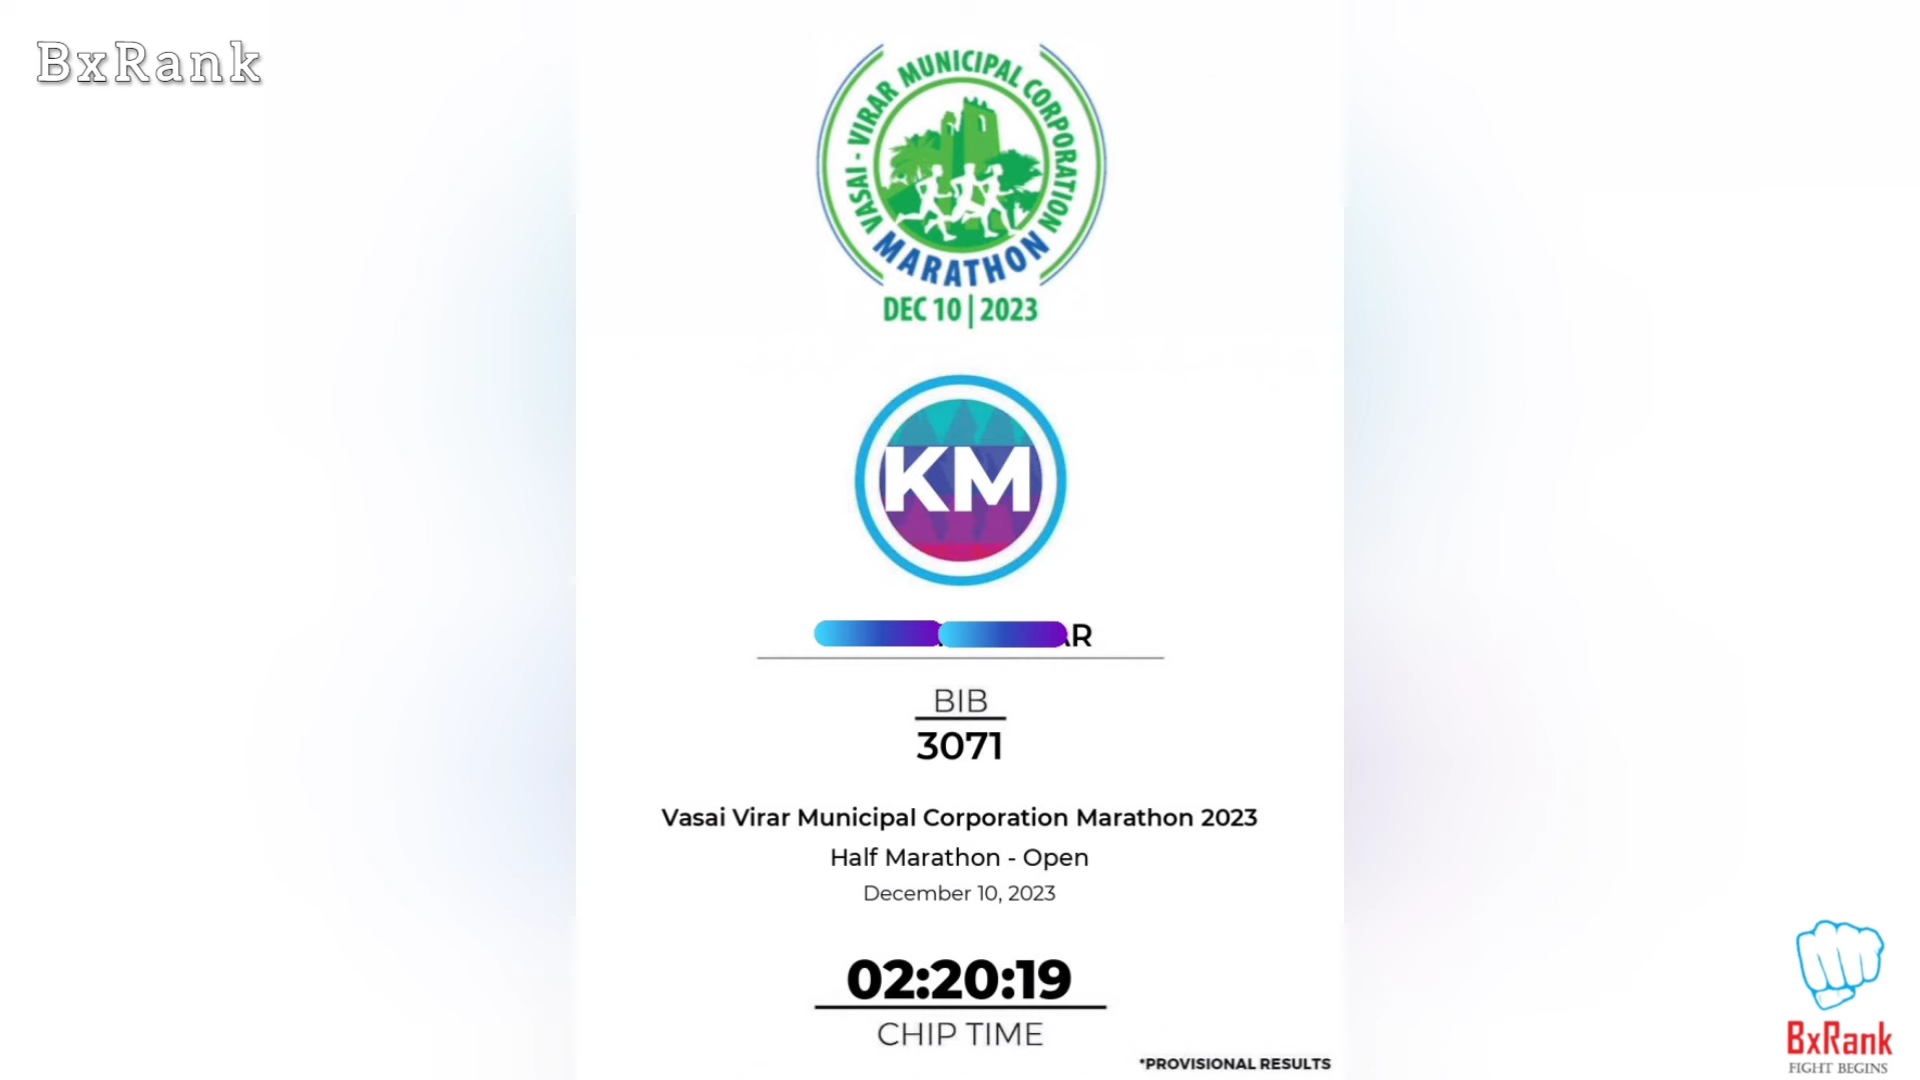 BxRank
VASAI - VIRAR MUNICIPAL CORPORATION
MARATHON
DEC 10 | 2023
KM
BIB
3071
Vasai Virar Municipal Corporation Marathon 2023
Half Marathon - Open
December 10, 2023
02:20:19
CHIP TIME
*PROVISIONAL RESULTS
BxRank
FIGHT BEGINS